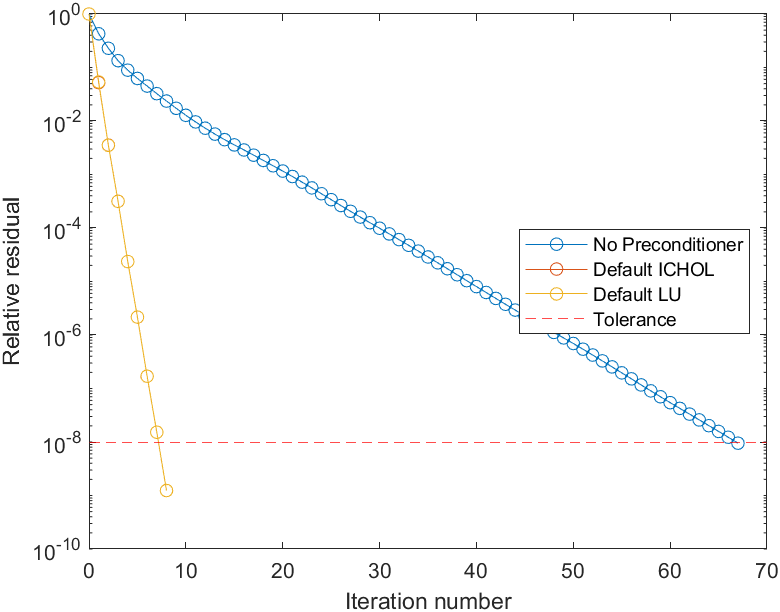 10^0
10^-2
10^-4
10^-6
10^-8
10^-10
Relative residual
0 10 20 30 40 50 60 70
Iteration number
No Preconditioner
Default ICHOL
Default LU
Tolerance